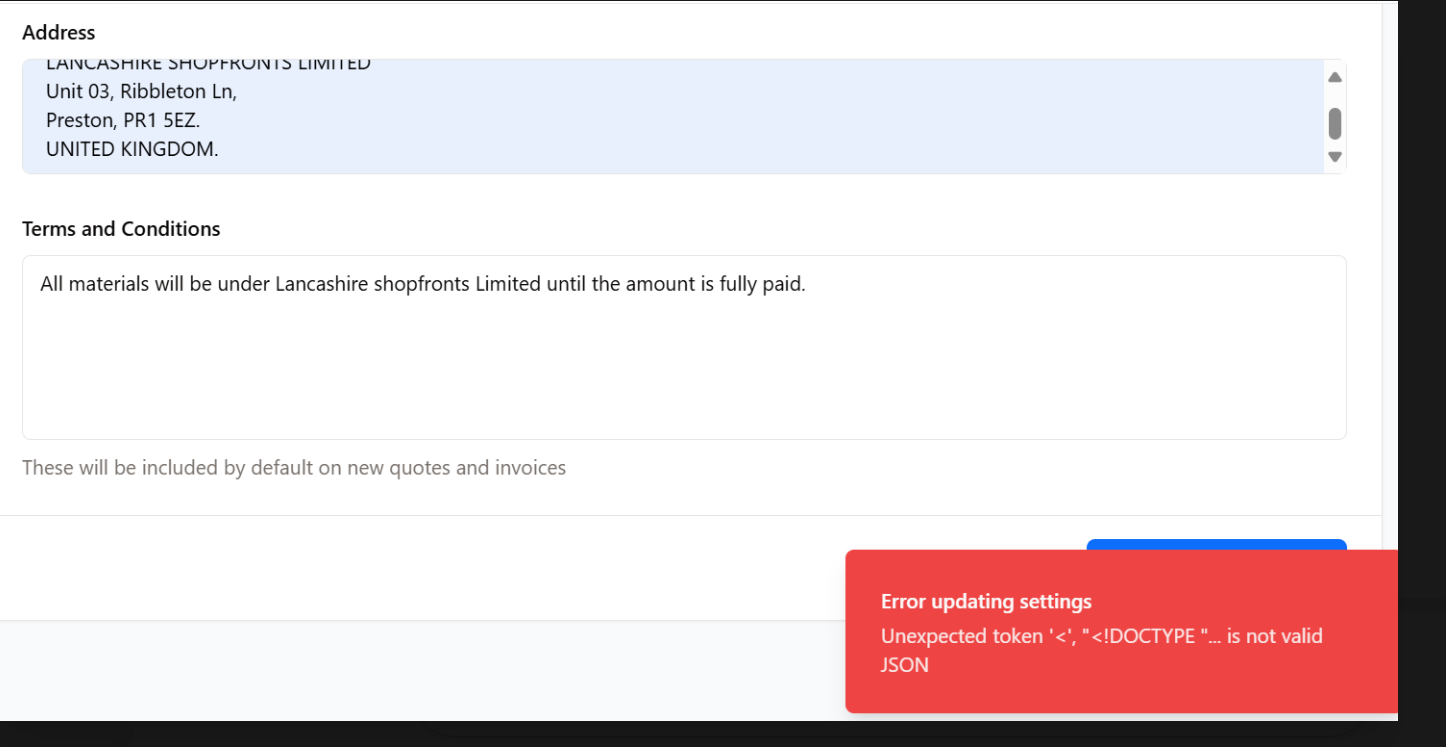 Address
LANCASHIRE SHOPFRONTS LIMITED
Unit 03, Ribbleton Ln,
Preston, PR1 5EZ.
UNITED KINGDOM.
Terms and Conditions
All materials will be under Lancashire shopfronts Limited until the amount is fully paid.
These will be included by default on new quotes and invoices
Error updating settings
Unexpected token '<', "<!DOCTYPE "... is not valid
JSON